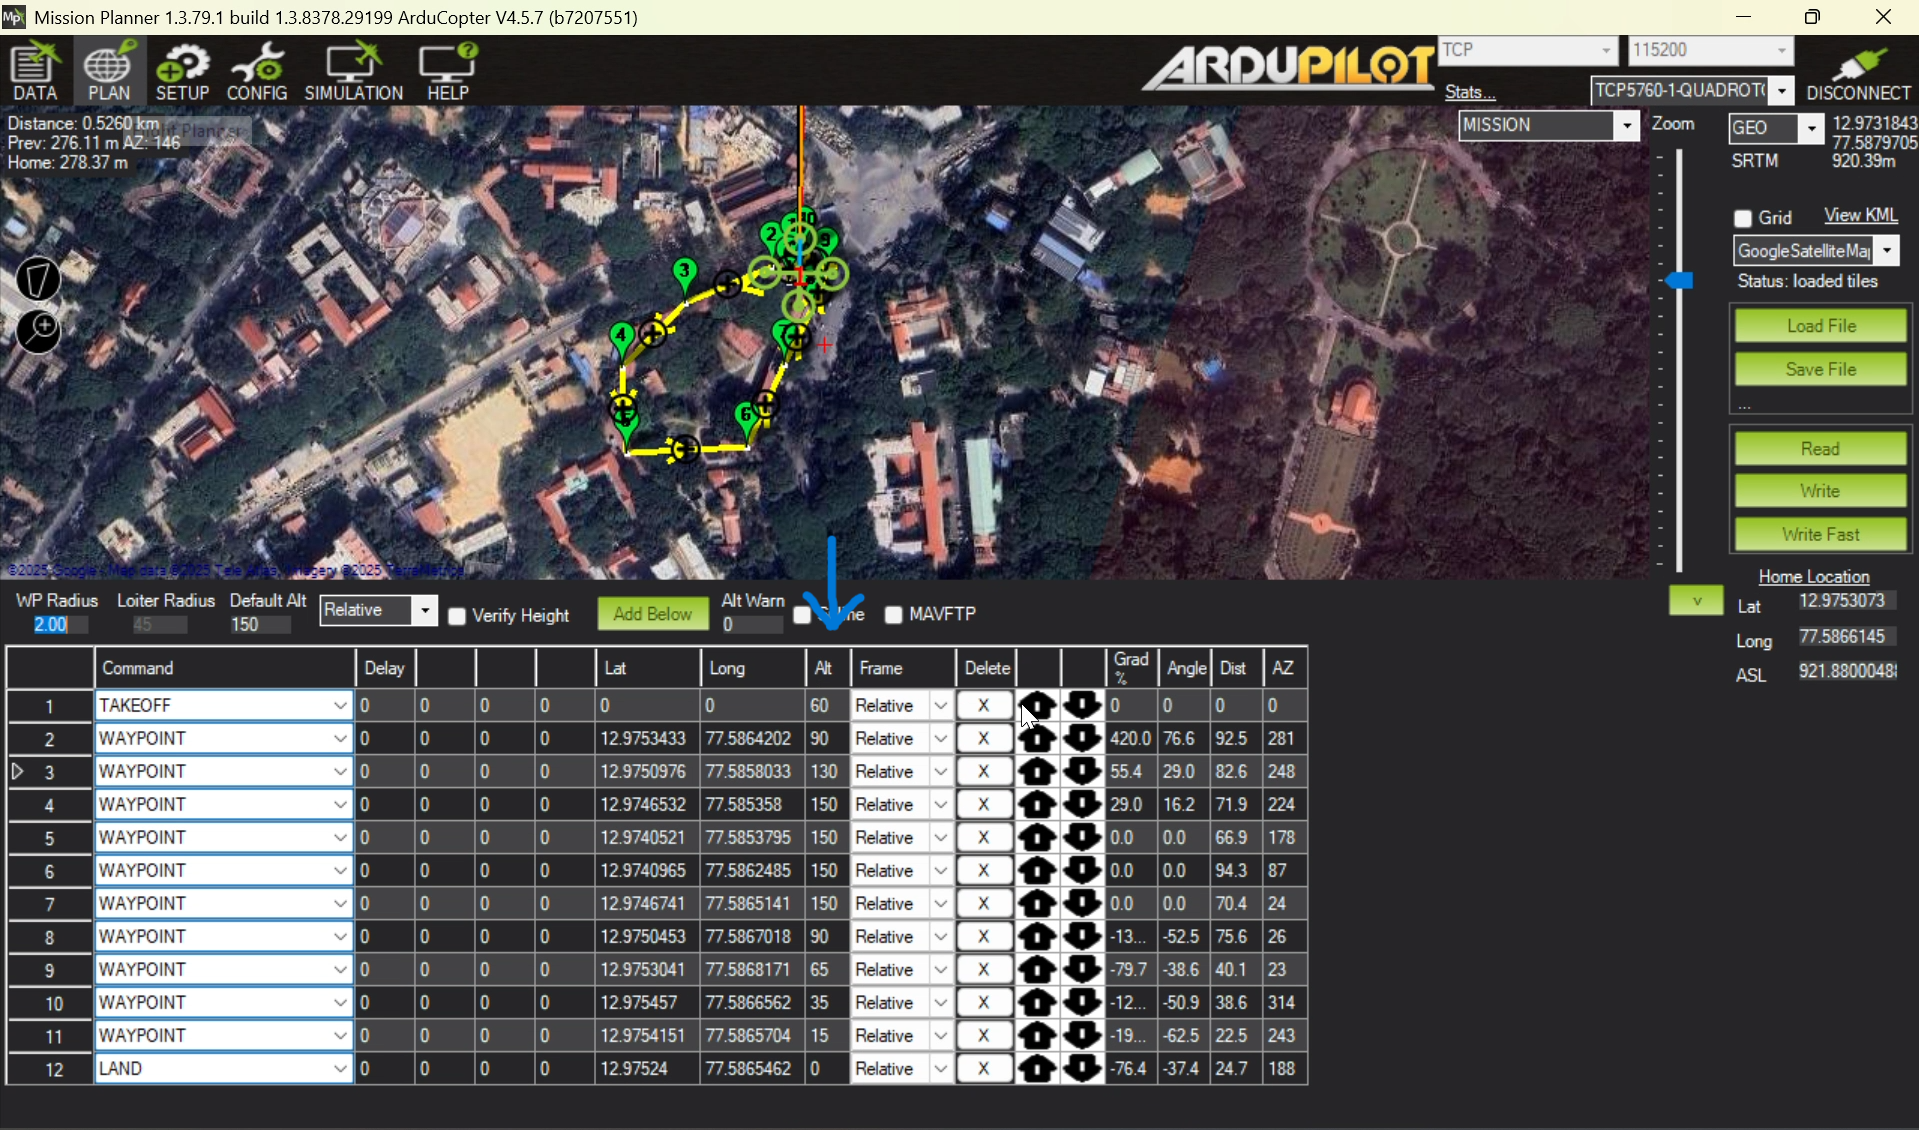 Mission Planner 1.3.79.1 build 1.3.8378.29199 ArduCopter V4.5.7 (b7207551)
DATA PLAN SETUP CONFIG SIMULATION HELP
ARDUPILOT
TCP 115200
Stats... TCP5760-1-QUADROT( DISCONNECT
Distance: 0.5260 km
Prev: 276.11 m AZ: 146
Home: 278.37 m
MISSION Zoom
GEO 12.9731843
77.5879705
SRTM 920.39m
Grid View KML
GoogleSatelliteMap
Status: loaded tiles
Load File
Save File
...
Read
Write
Write Fast
Home Location
Lat 12.9753073
Long 77.5866145
ASL 921.8800048
2
3
4
6
7
9
©2025 Google - Map data ©2025 Tele Atlas, Imagery ©2025 TerraMetrics
WP Radius Loiter Radius Default Alt Relative Verify Height Add Below Alt Warn MAVFTP v
2.00 45 150 0
Command Delay Lat Long Alt Frame Delete Grad % Angle Dist AZ
1 TAKEOFF 0 0 0 0 0 0 60 Relative X 0 0 0 0
2 WAYPOINT 0 0 0 0 12.9753433 77.5864202 90 Relative X 420.0 76.6 92.5 281
3 WAYPOINT 0 0 0 0 12.9750976 77.5858033 130 Relative X 55.4 29.0 82.6 248
4 WAYPOINT 0 0 0 0 12.9746532 77.585358 150 Relative X 29.0 16.2 71.9 224
5 WAYPOINT 0 0 0 0 12.9740521 77.5853795 150 Relative X 0.0 0.0 66.9 178
6 WAYPOINT 0 0 0 0 12.9740965 77.5862485 150 Relative X 0.0 0.0 94.3 87
7 WAYPOINT 0 0 0 0 12.9746741 77.5865141 150 Relative X 0.0 0.0 70.4 24
8 WAYPOINT 0 0 0 0 12.9750453 77.5867018 90 Relative X -13... -52.5 75.6 26
9 WAYPOINT 0 0 0 0 12.9753041 77.5868171 65 Relative X -79.7 -38.6 40.1 23
10 WAYPOINT 0 0 0 0 12.975457 77.5866562 35 Relative X -12... -50.9 38.6 314
11 WAYPOINT 0 0 0 0 12.9754151 77.5865704 15 Relative X -19... -62.5 22.5 243
12 LAND 0 0 0 0 12.97524 77.5865462 0 Relative X -76.4 -37.4 24.7 188